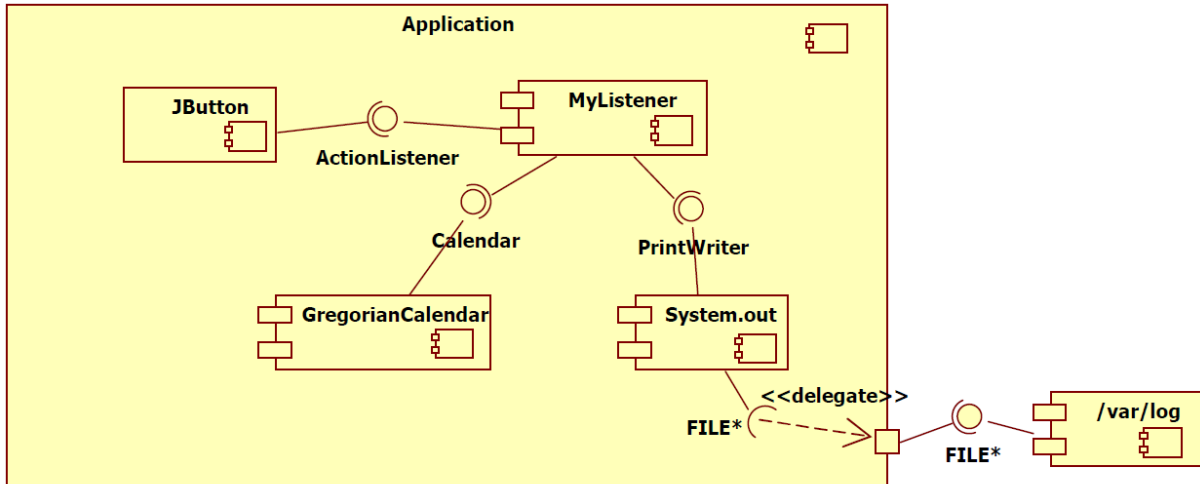 Application
JButton
MyListener
ActionListener
Calendar
PrintWriter
GregorianCalendar
System.out
<<delegate>>
FILE*
/var/log
FILE*